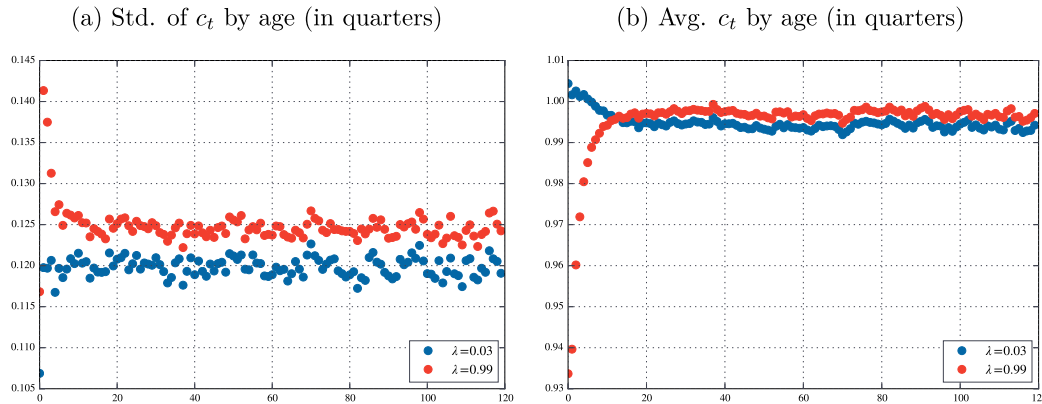 (a) Std. of c_t by age (in quarters)
0.145
0.140
0.135
0.130
0.125
0.120
0.115
0.110
0.105
0 20 40 60 80 100 120
λ=0.03
λ=0.99
(b) Avg. c_t by age (in quarters)
1.01
1.00
0.99
0.98
0.97
0.96
0.95
0.94
0.93
0 20 40 60 80 100 12
λ=0.03
λ=0.99